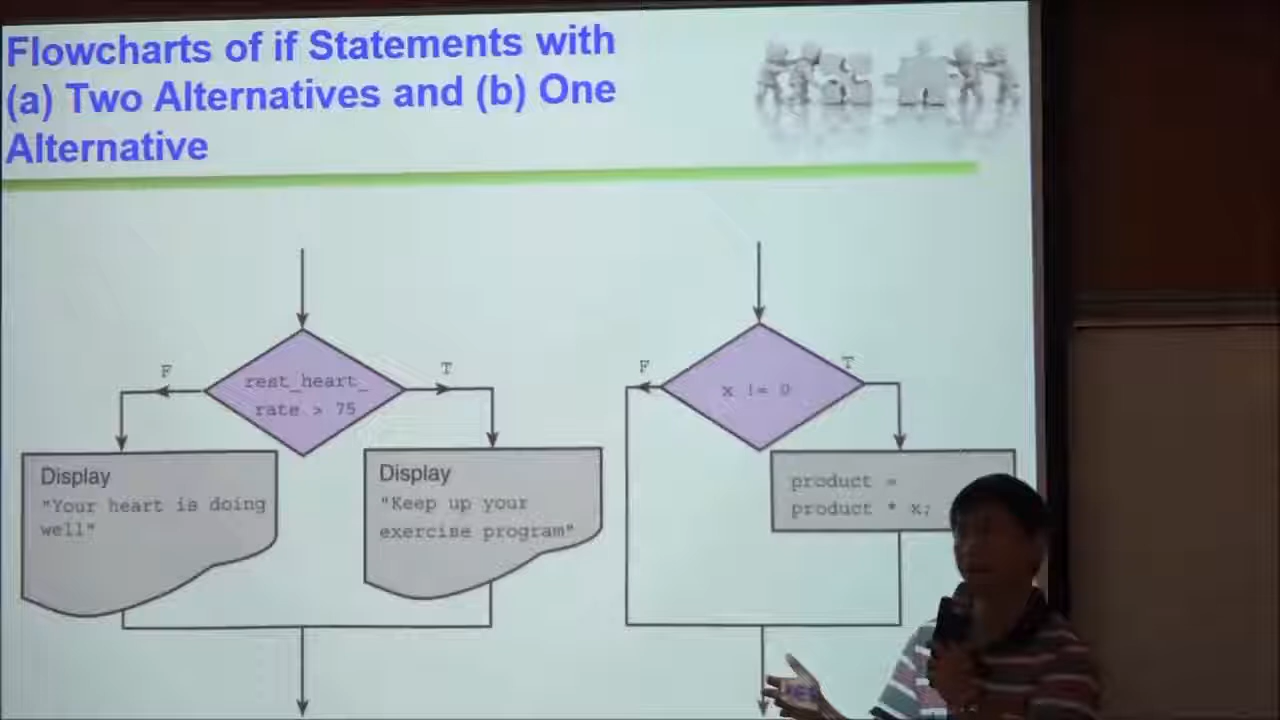 Flowcharts of if Statements with
(a) Two Alternatives and (b) One
Alternative
F
rest_heart_
rate > 75
T
Display
"Your heart is doing
well"
Display
"Keep up your
exercise program"
F
x != 0
T
product =
product * x;